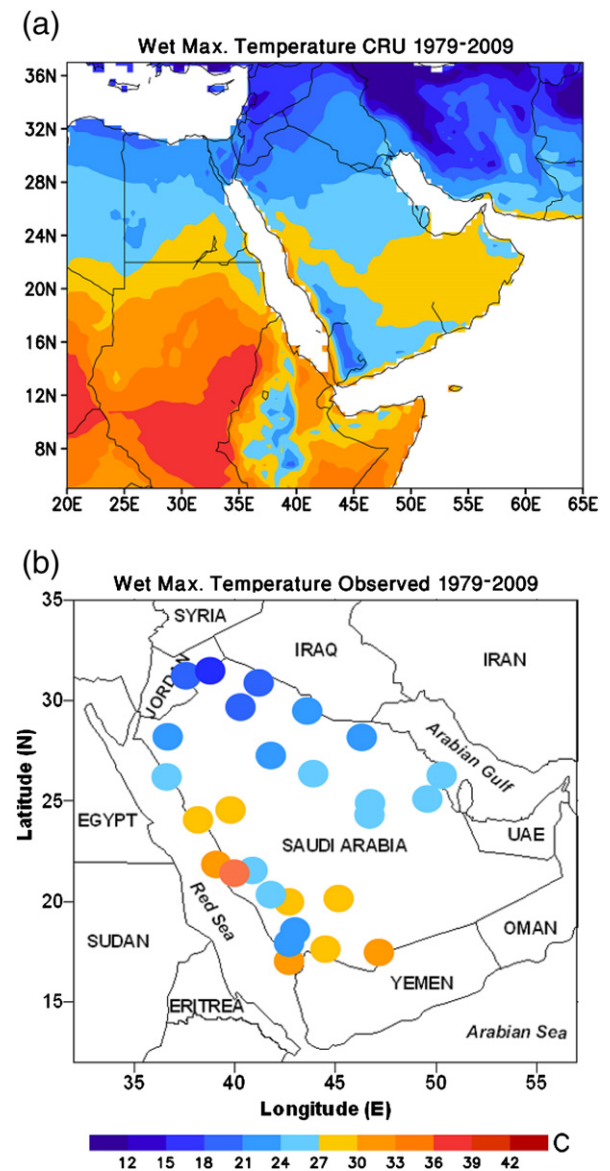 (a)
Wet Max. Temperature CRU 1979-2009
36N
32N
28N
24N
20N
16N
12N
8N
20E 25E 30E 35E 40E 45E 50E 55E 60E 65E
(b)
Wet Max. Temperature Observed 1979-2009
35
30
25
20
15
Latitude (N)
SYRIA
IRAQ
IRAN
JORDAN
Arabian Gulf
EGYPT
SAUDI ARABIA
UAE
Red Sea
SUDAN
OMAN
YEMEN
ERITREA
Arabian Sea
35 40 45 50 55
Longitude (E)
C
12 15 18 21 24 27 30 33 36 39 42